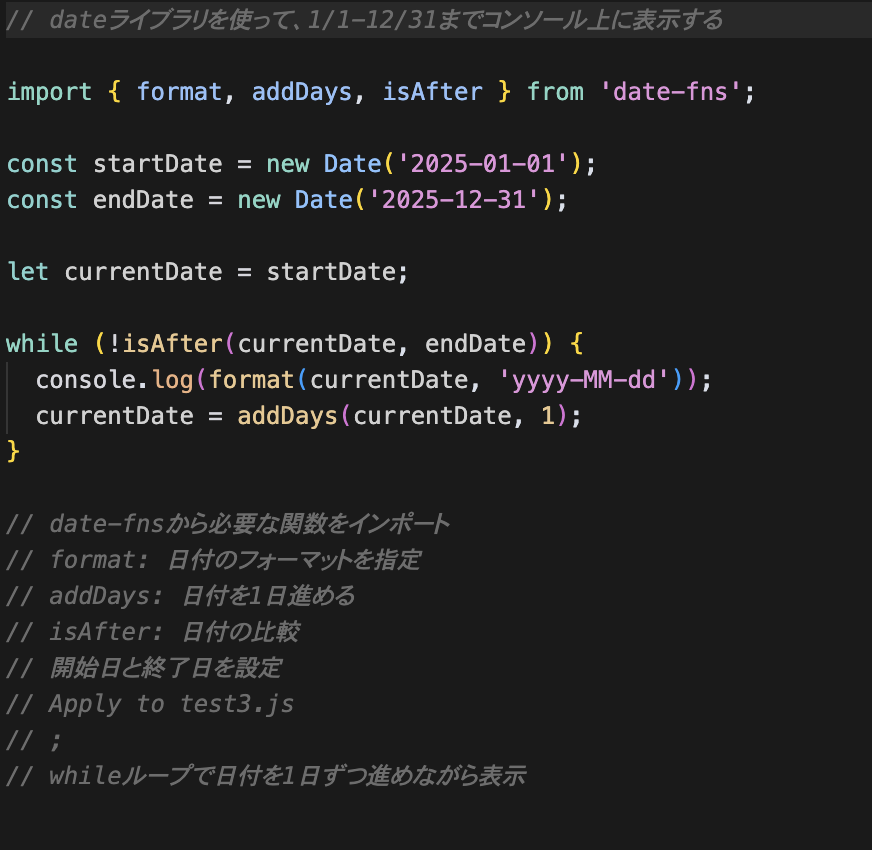 // dateライブラリを使って、1/1-12/31までコンソール上に表示する
import { format, addDays, isAfter } from 'date-fns';
const startDate = new Date('2025-01-01');
const endDate = new Date('2025-12-31');
let currentDate = startDate;
while (!isAfter(currentDate, endDate)) {
  console.log(format(currentDate, 'yyyy-MM-dd'));
  currentDate = addDays(currentDate, 1);
}
// date-fnsから必要な関数をインポート
// format: 日付のフォーマットを指定
// addDays: 日付を1日進める
// isAfter: 日付の比較
// 開始日と終了日を設定
// Apply to test3.js
// ;
// whileループで日付を1日ずつ進めながら表示